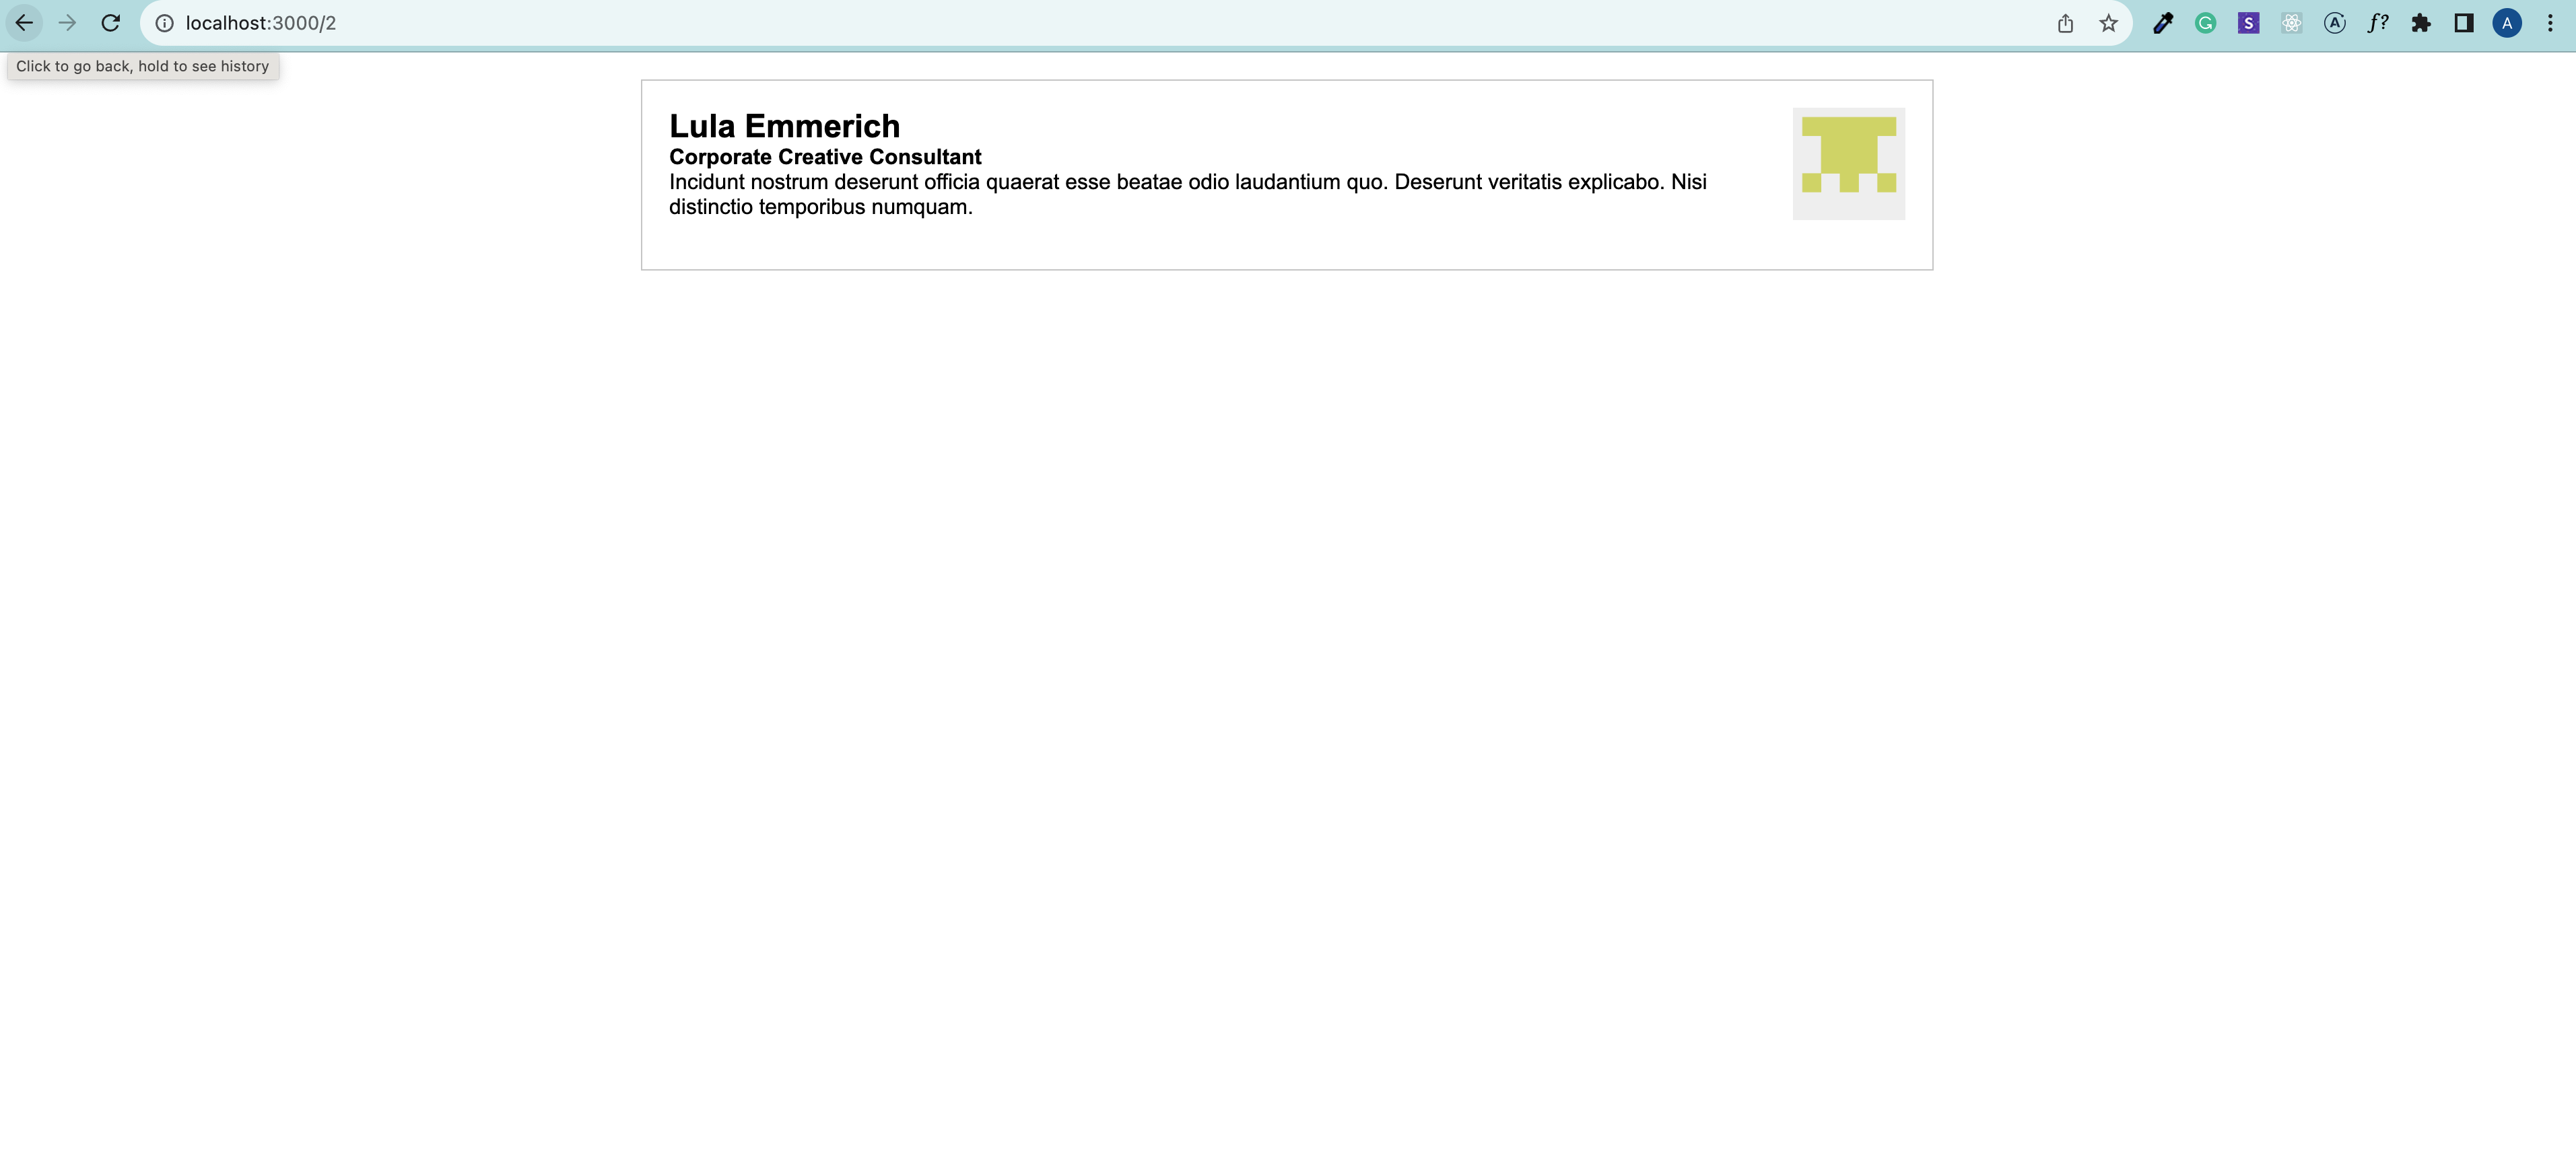 localhost:3000/2
S
A
f?
A
Click to go back, hold to see history
Lula Emmerich
Corporate Creative Consultant
Incidunt nostrum deserunt officia quaerat esse beatae odio laudantium quo. Deserunt veritatis explicabo. Nisi
distinctio temporibus numquam.